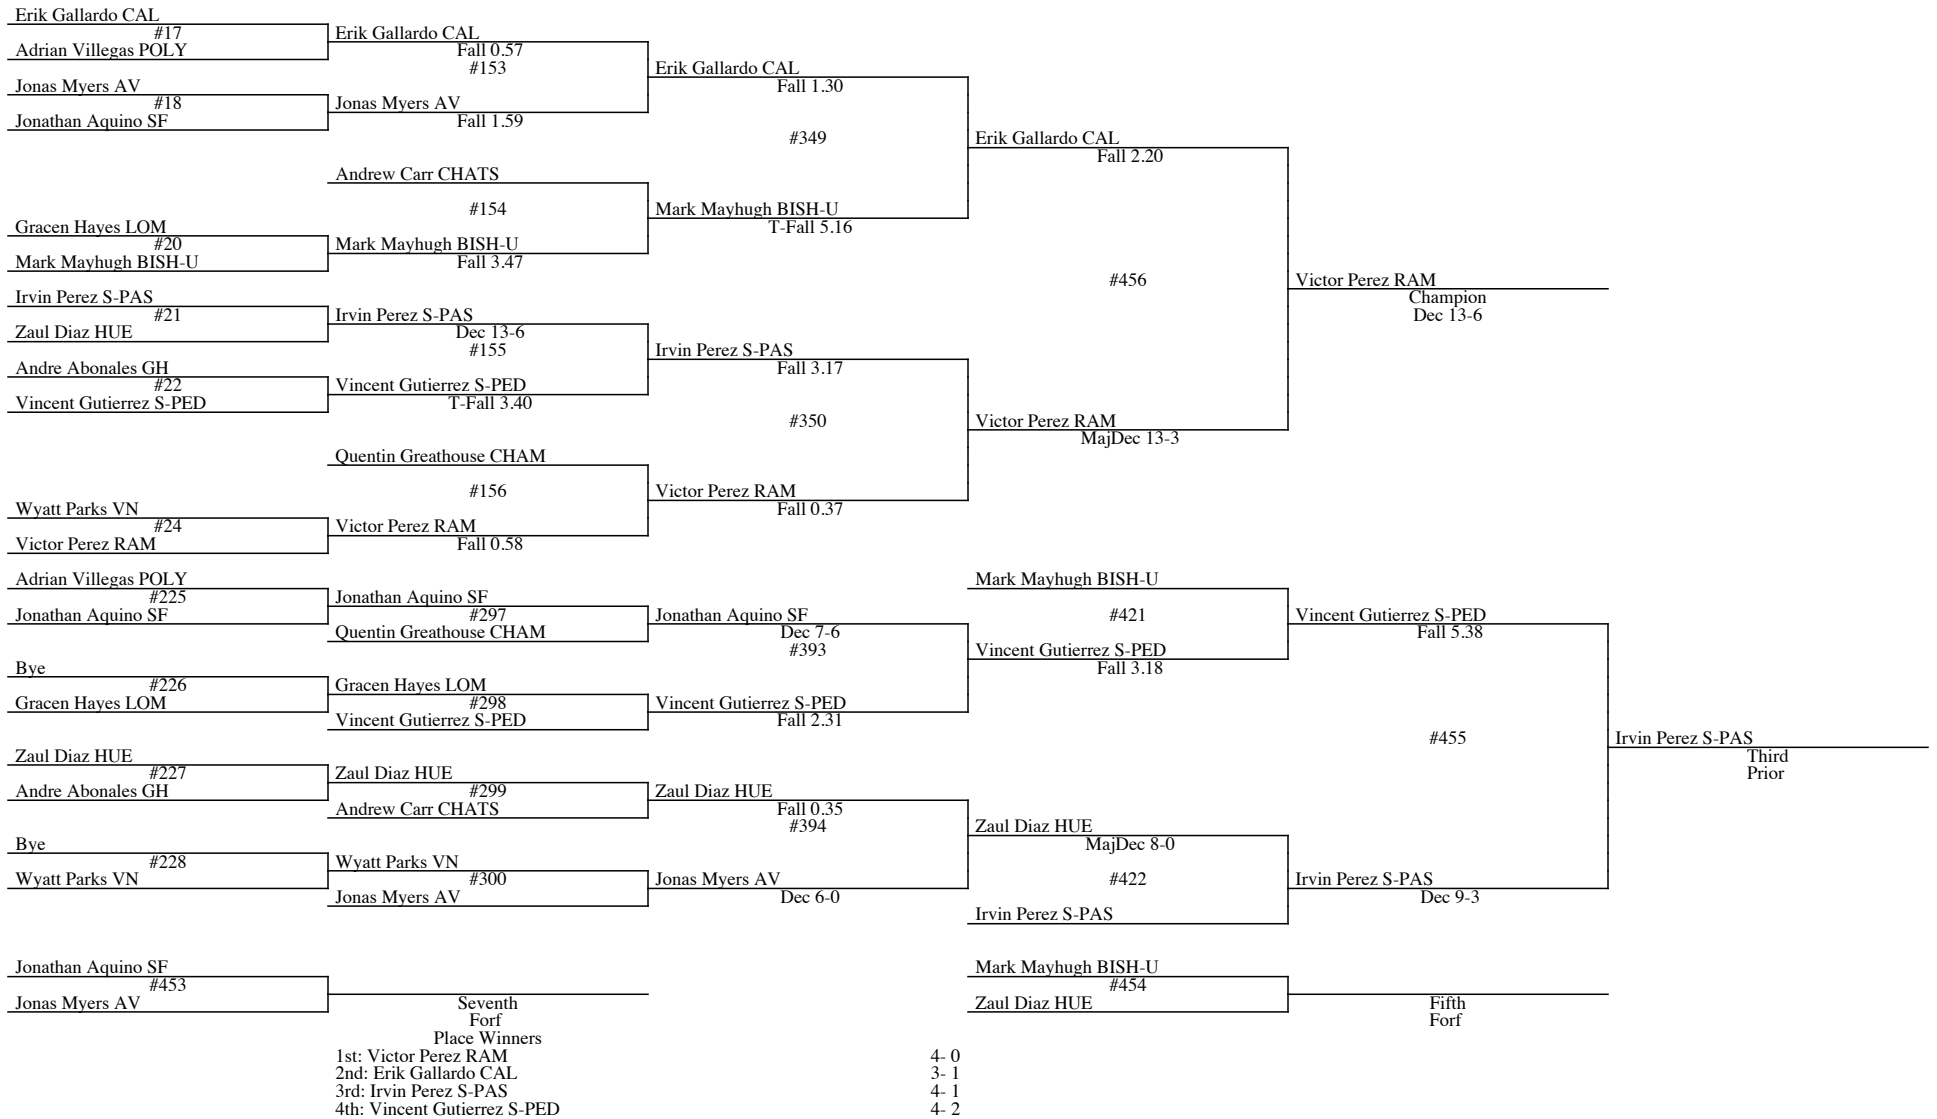 Erik Gallardo CAL
#17
Adrian Villegas POLY
Erik Gallardo CAL
Fall 0.57
#153
Jonas Myers AV
#18
Jonathan Aquino SF
Jonas Myers AV
Fall 1.59
Erik Gallardo CAL
Fall 1.30
#349
Andrew Carr CHATS
#154
Gracen Hayes LOM
#20
Mark Mayhugh BISH-U
Mark Mayhugh BISH-U
Fall 3.47
Mark Mayhugh BISH-U
T-Fall 5.16
Erik Gallardo CAL
Fall 2.20
#456
Irvin Perez S-PAS
#21
Zaul Diaz HUE
Irvin Perez S-PAS
Dec 13-6
#155
Andre Abonales GH
#22
Vincent Gutierrez S-PED
Vincent Gutierrez S-PED
T-Fall 3.40
Irvin Perez S-PAS
Fall 3.17
#350
Quentin Greathouse CHAM
#156
Wyatt Parks VN
#24
Victor Perez RAM
Victor Perez RAM
Fall 0.58
Victor Perez RAM
Fall 0.37
Victor Perez RAM
MajDec 13-3
Victor Perez RAM
Champion
Dec 13-6
Adrian Villegas POLY
#225
Jonathan Aquino SF
Jonathan Aquino SF
#297
Quentin Greathouse CHAM
Jonathan Aquino SF
Dec 7-6
#393
Bye
#226
Gracen Hayes LOM
Gracen Hayes LOM
#298
Vincent Gutierrez S-PED
Vincent Gutierrez S-PED
Fall 2.31
Mark Mayhugh BISH-U
#421
Vincent Gutierrez S-PED
Fall 3.18
Vincent Gutierrez S-PED
Fall 5.38
#455
Zaul Diaz HUE
#227
Andre Abonales GH
Zaul Diaz HUE
#299
Andrew Carr CHATS
Zaul Diaz HUE
Fall 0.35
#394
Bye
#228
Wyatt Parks VN
Wyatt Parks VN
#300
Jonas Myers AV
Jonas Myers AV
Dec 6-0
Zaul Diaz HUE
MajDec 8-0
#422
Irvin Perez S-PAS
Irvin Perez S-PAS
Dec 9-3
Irvin Perez S-PAS
Third
Prior
Jonathan Aquino SF
#453
Jonas Myers AV
Seventh
Forf
Mark Mayhugh BISH-U
#454
Zaul Diaz HUE
Fifth
Forf
Place Winners
1st: Victor Perez RAM 4- 0
2nd: Erik Gallardo CAL 3- 1
3rd: Irvin Perez S-PAS 4- 1
4th: Vincent Gutierrez S-PED 4- 2